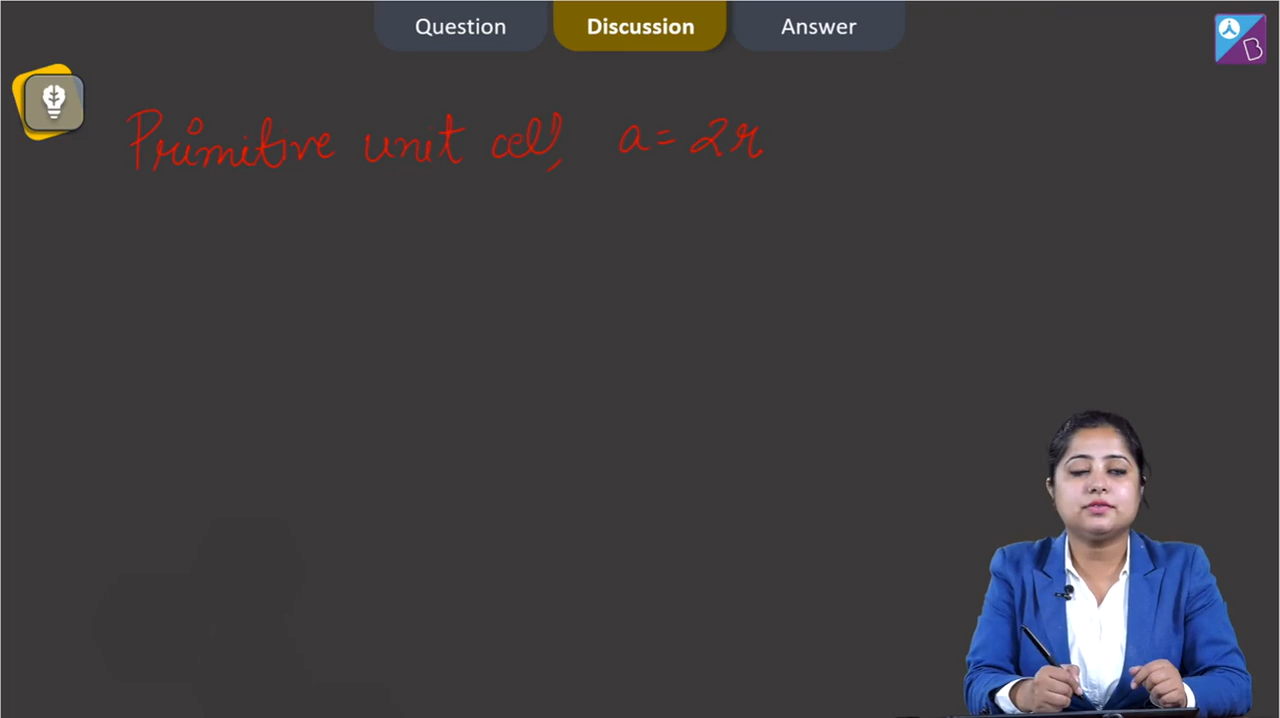 Question Discussion Answer
Primitive unit cell, a = 2r
B